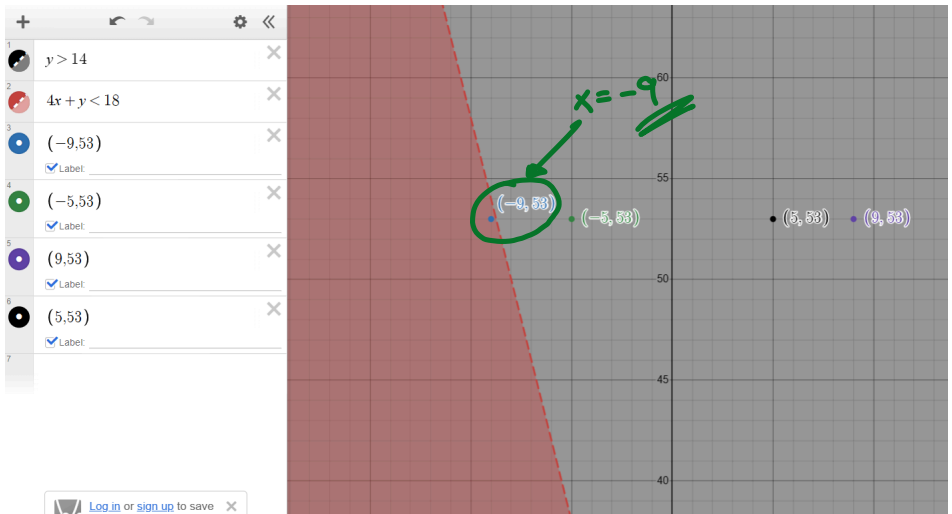 1
y > 14
2
4x + y < 18
3
(−9,53)
Label:
4
(−5,53)
Label:
5
(9,53)
Label:
6
(5,53)
Label:
7
Log in or sign up to save
x = -9
60
55
(−9, 53)
(−5, 53)
(5, 53)
(9, 53)
50
45
40